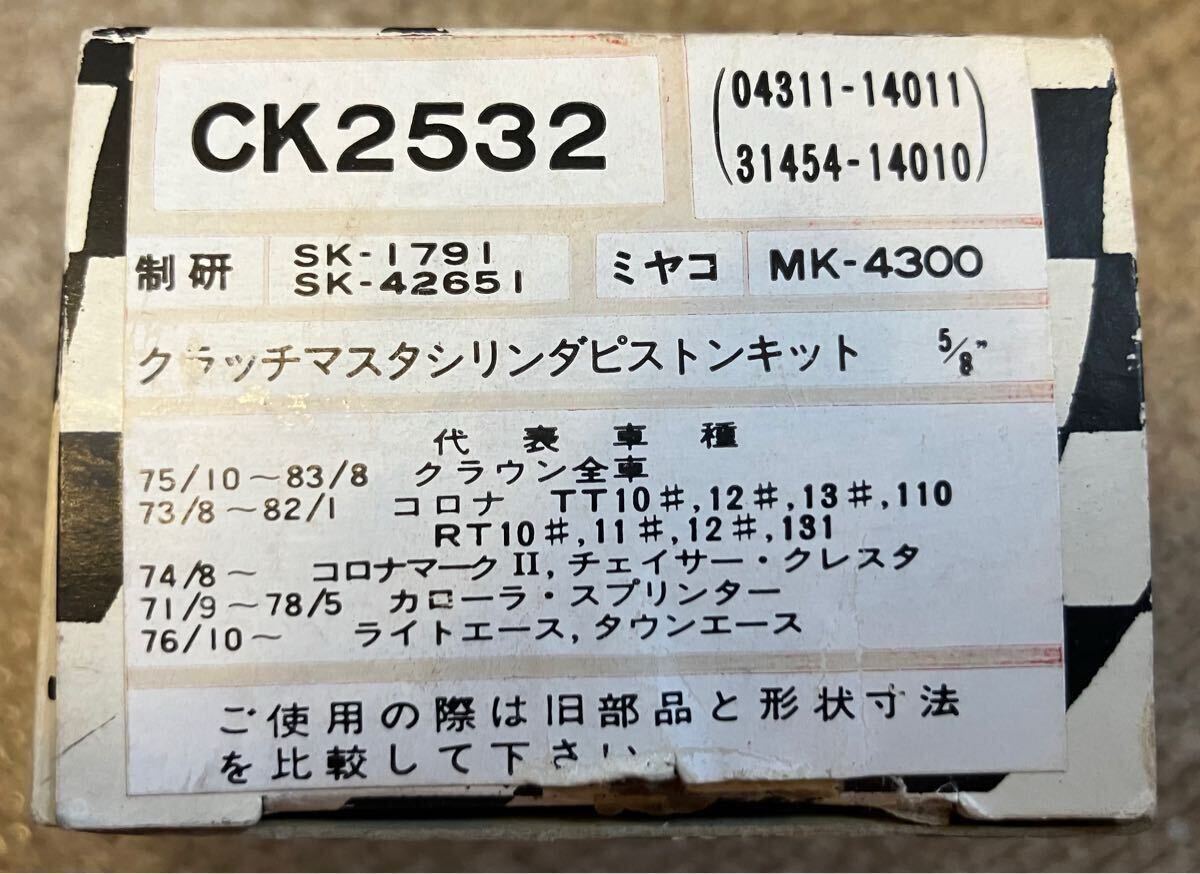 CK2532
(04311-14011
31454-14010)
制研 SK-1791
SK-42651
ミヤコ MK-4300
クラッチマスタシリンダピストンキット 5/8"
代表車種
75/10～83/8 クラウン全車
73/8～82/1 コロナ TT10#,12#,13#,110
RT10#,11#,12#,131
74/8～ コロナマークII,チェイサー・クレスタ
71/9～78/5 カローラ・スプリンター
76/10～ ライトエース,タウンエース
ご使用の際は旧部品と形状寸法
を比較して下さい